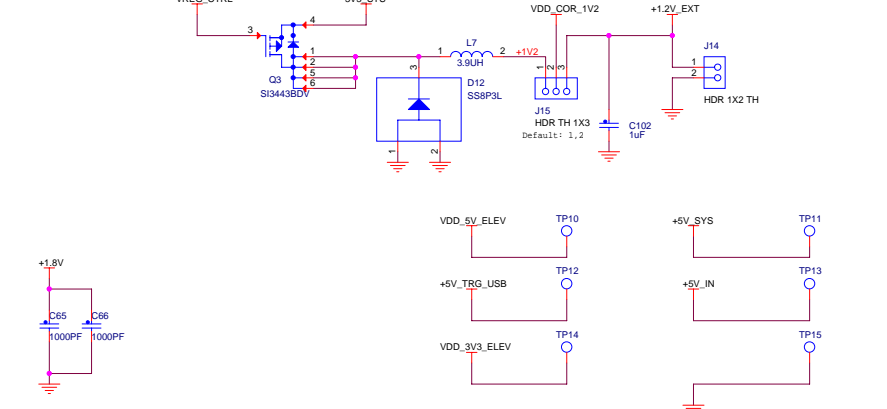 VDD_COR_1V2
+1.2V_EXT
4
3
J14
L7
1
1
2
+1V2
1
2
3.9UH
2
5
6
3
1
2
3
Q3
SI3443BDV
D12
SS8P3L
HDR 1X2 TH
J15
HDR TH 1X3
Default: 1,2
C102
1uF
1
2
VDD_5V_ELEV
TP10
+5V_SYS
TP11
+1.8V
TP12
TP13
+5V_TRG_USB
+5V_IN
C65
C66
1000PF
1000PF
TP14
TP15
VDD_3V3_ELEV